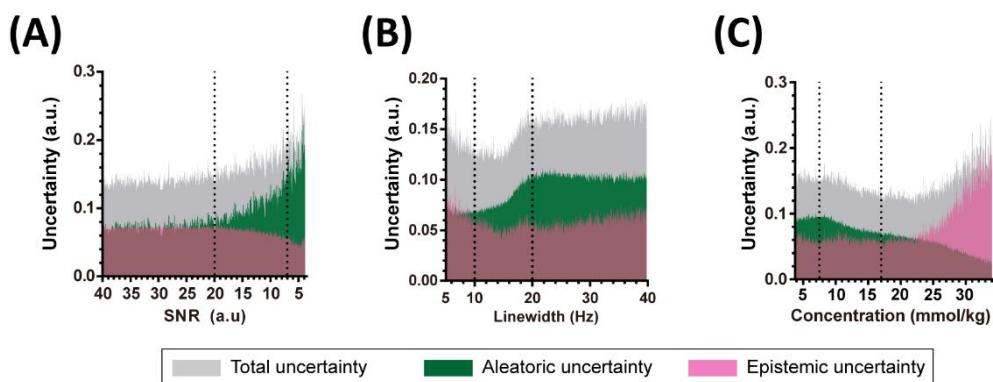 (A)
Uncertainty (a.u.)
0.3
0.2
0.1
0.0
40 35 30 25 20 15 10 5
SNR (a.u)
(B)
Uncertainty (a.u.)
0.20
0.15
0.10
0.05
0.00
5 10 20 30 40
Linewidth (Hz)
(C)
Uncertainty (a.u.)
0.3
0.2
0.1
0.0
5 10 15 20 25 30
Concentration (mmol/kg)
Total uncertainty Aleatoric uncertainty Epistemic uncertainty